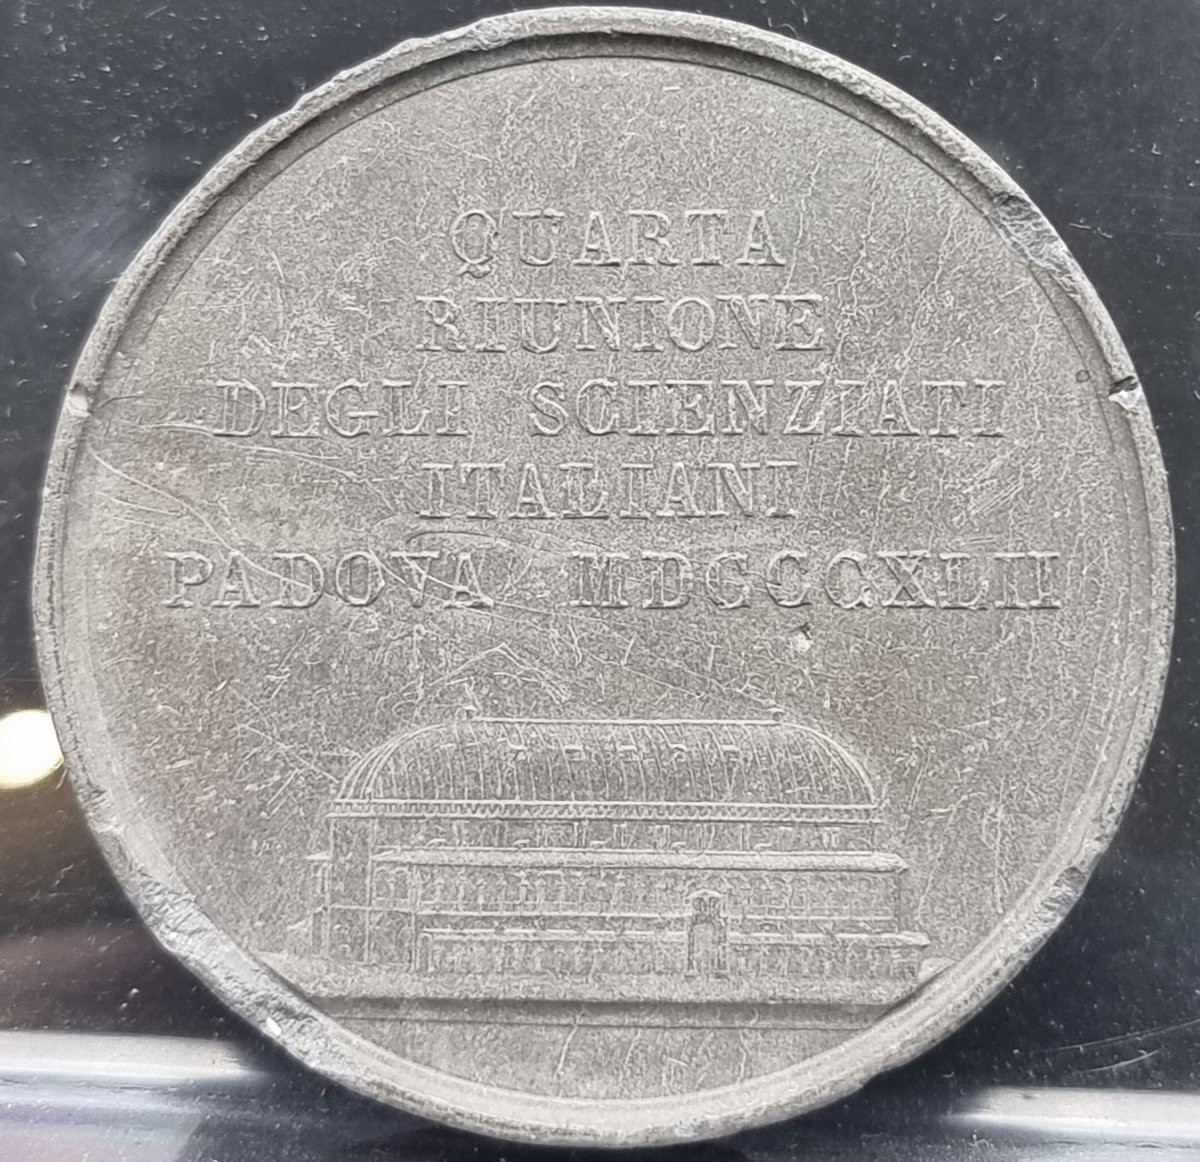 QUARTA
RIUNIONE
DEGLI SCIENZIATI
ITALIANI
PADOVA MDCCCXLII